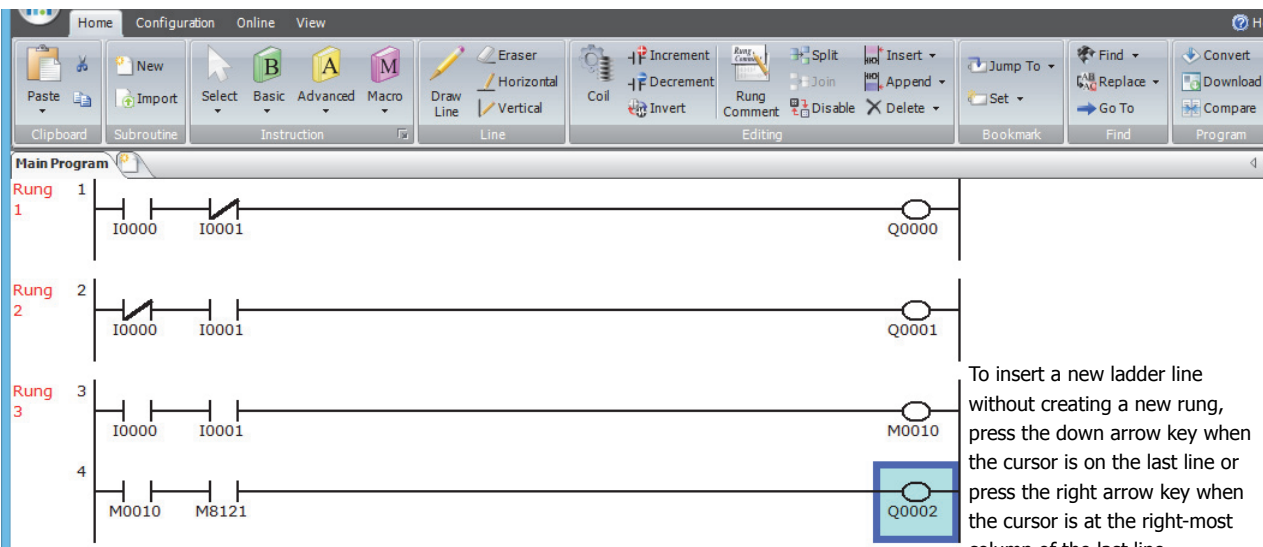 Home Configuration Online View
H
Paste
Clipboard
New
Import
Subroutine
Select B Basic A Advanced M Macro
Instruction
Draw Line
Eraser
Horizontal
Vertical
Line
Coil
Increment
Decrement
Invert
Rung Comment
Split
Join
Disable
Insert
Append
Delete
Editing
Jump To
Set
Bookmark
Find
Replace
Go To
Find
Convert
Download
Compare
Program
Main Program
Rung 1
1
I0000 I0001 Q0000
Rung 2
2
I0000 I0001 Q0001
Rung 3
3
I0000 I0001 M0010
4
M0010 M8121 Q0002
To insert a new ladder line
without creating a new rung,
press the down arrow key when
the cursor is on the last line or
press the right arrow key when
the cursor is at the right-most
column of the last line